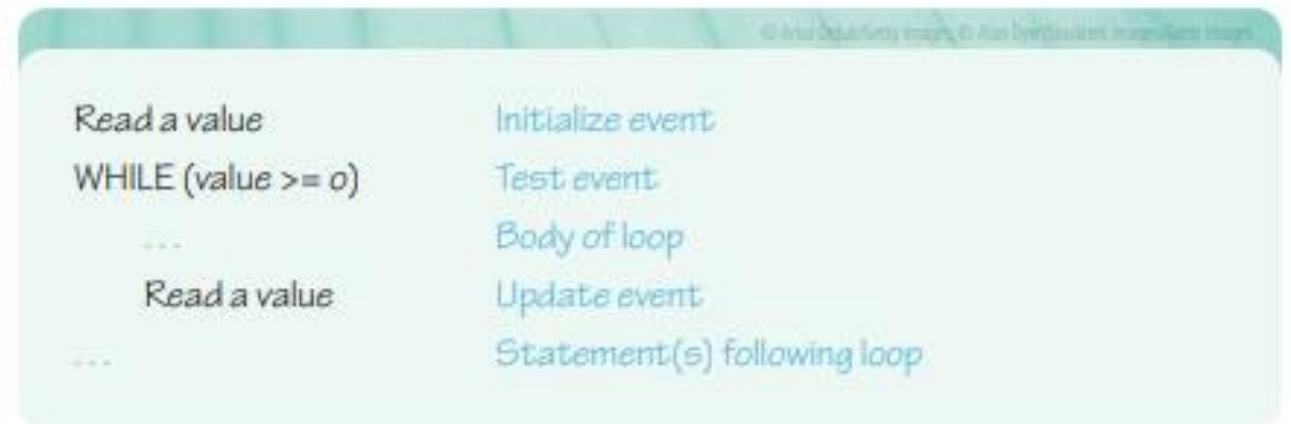 Read a value Initialize event
WHILE (value >= 0) Test event
... Body of loop
Read a value Update event
... Statement(s) following loop